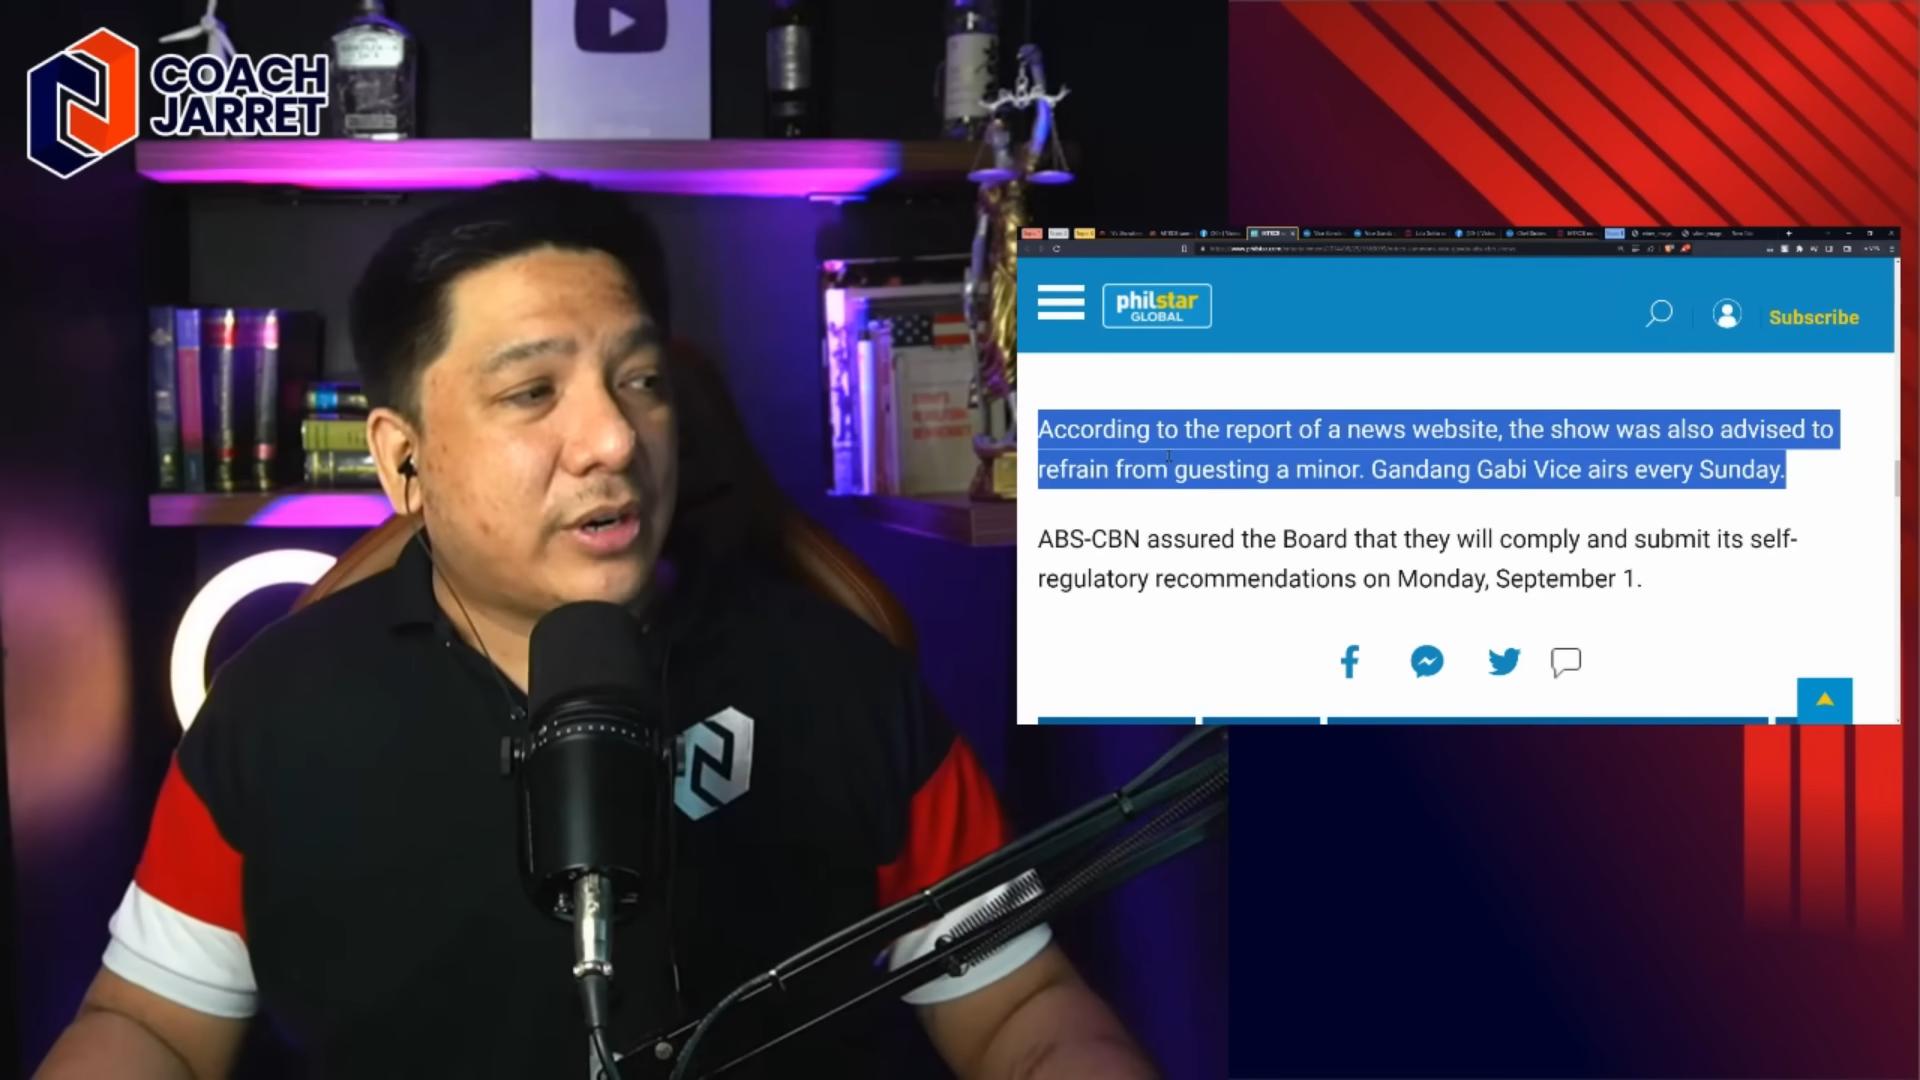 COACH
JARRET
philstar
GLOBAL
Subscribe
According to the report of a news website, the show was also advised to
refrain from guesting a minor. Gandang Gabi Vice airs every Sunday.
ABS-CBN assured the Board that they will comply and submit its self-
regulatory recommendations on Monday, September 1.